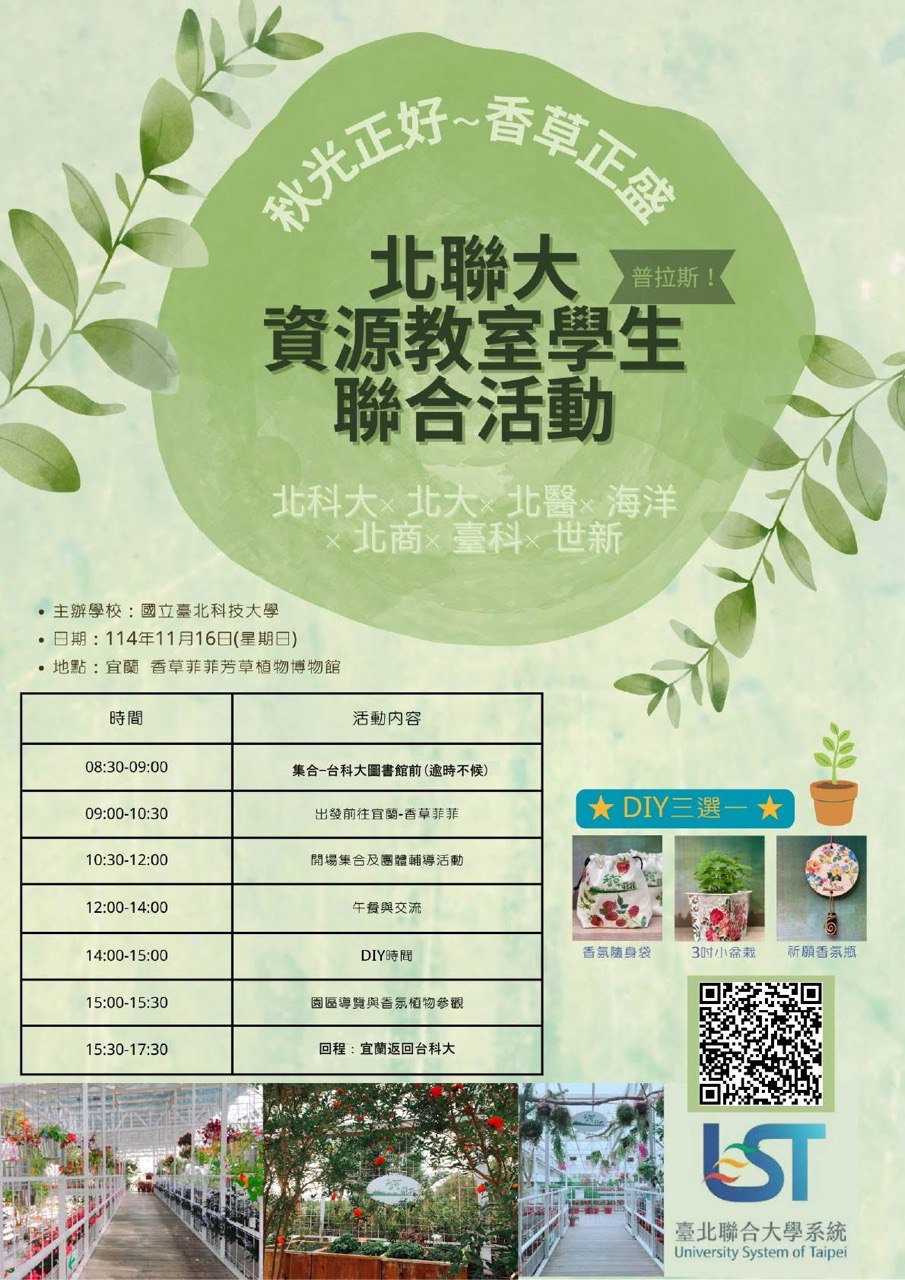 秋光正好~香草正盛
北聯大
普拉斯！
資源教室學生
聯合活動
北科大× 北大× 北醫× 海洋
× 北商× 臺科× 世新
• 主辦學校：國立臺北科技大學
• 日期：114年11月16日(星期日)
• 地點：宜蘭 香草菲菲芳草植物博物館
時間 活動內容
08:30-09:00 集合-台科大圖書館前(逾時不候)
09:00-10:30 出發前往宜蘭-香草菲菲
10:30-12:00 開場集合及團體輔導活動
12:00-14:00 午餐與交流
14:00-15:00 DIY時間
15:00-15:30 園區導覽與香氛植物參觀
15:30-17:30 回程：宜蘭返回台科大
★ DIY三選一 ★
香氛隨身袋 3吋小盆栽 祈願香氛瓶
UST
臺北聯合大學系統
University System of Taipei